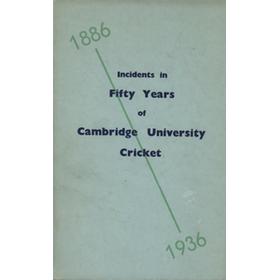 1886
Incidents in
Fifty Years
of
Cambridge University
Cricket
1936